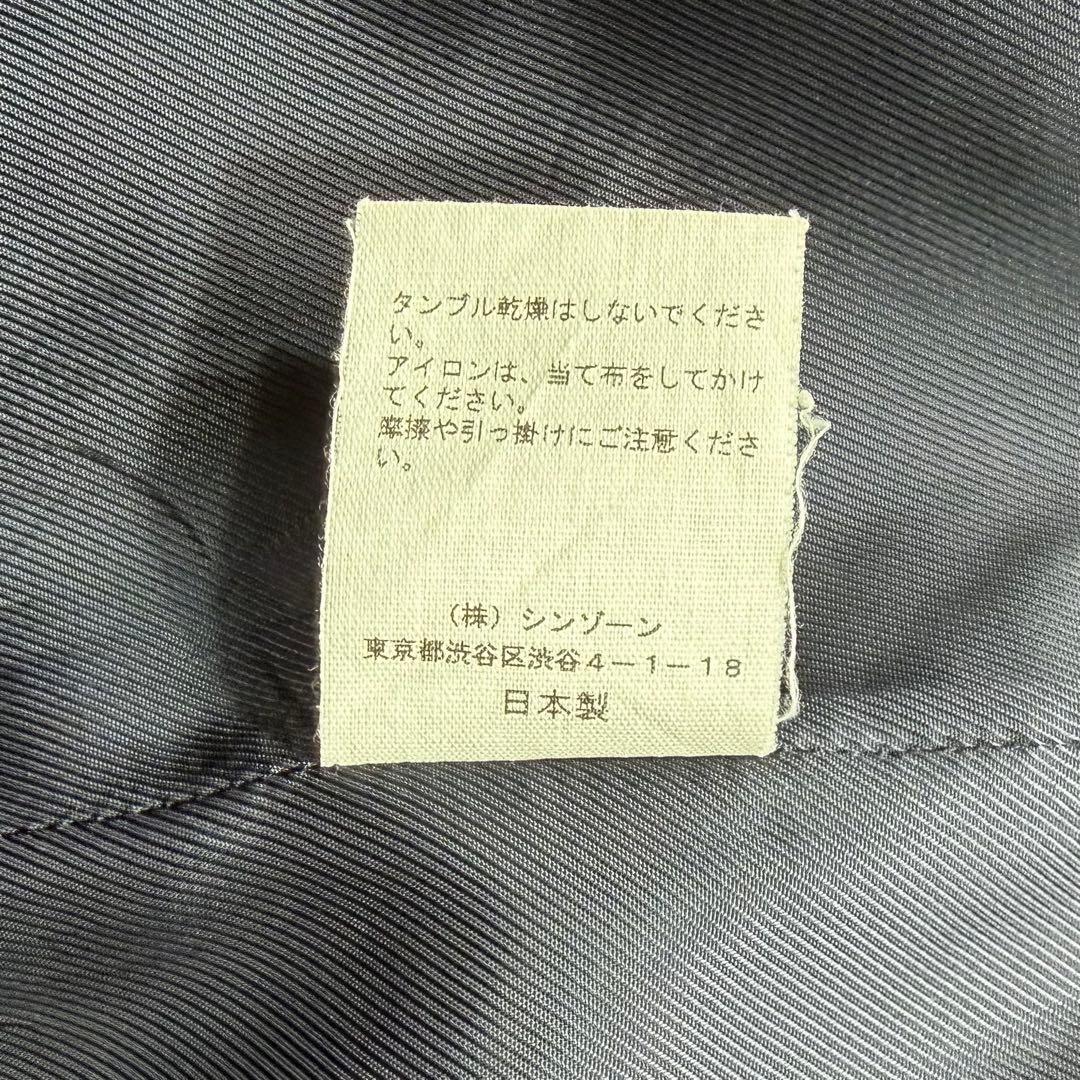 タンブル乾燥はしないでくださ
い。
アイロンは、当て布をしてかけ
てください。
摩擦や引っ掛けにご注意くださ
い。
（株）シンゾーン
東京都渋谷区渋谷４－１－１８
日本製